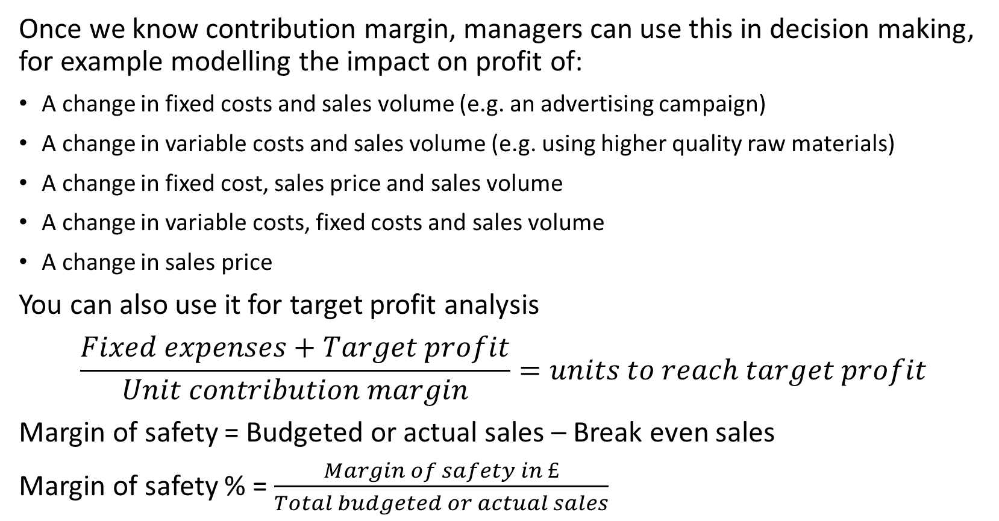 Once we know contribution margin, managers can use this in decision making,
for example modelling the impact on profit of:
• A change in fixed costs and sales volume (e.g. an advertising campaign)
• A change in variable costs and sales volume (e.g. using higher quality raw materials)
• A change in fixed cost, sales price and sales volume
• A change in variable costs, fixed costs and sales volume
• A change in sales price
You can also use it for target profit analysis
Fixed expenses + Target profit
Unit contribution margin
= units to reach target profit
Margin of safety = Budgeted or actual sales – Break even sales
Margin of safety % =
Margin of safety in £
Total budgeted or actual sales